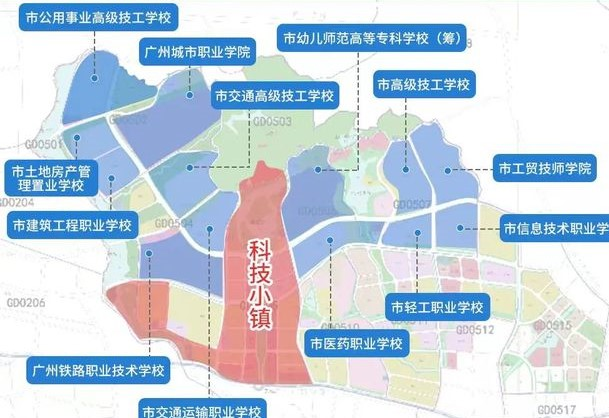 市公用事业高级技工学校
广州城市职业学院
市幼儿师范高等专科学校（筹）
市交通高级技工学校
市高级技工学校
GD0502
GD0503
GD0501
市土地房产管
理置业学校
市工贸技师学院
GD0204
市建筑工程职业学校
GD0504
GD0505
GD0507
市信息技术职业学
科技小镇
GD0206
市轻工职业学校
GD0510
GD0512
GD0515
市医药职业学校
广州铁路职业技术学校
市交通运输职业学校
GD0517